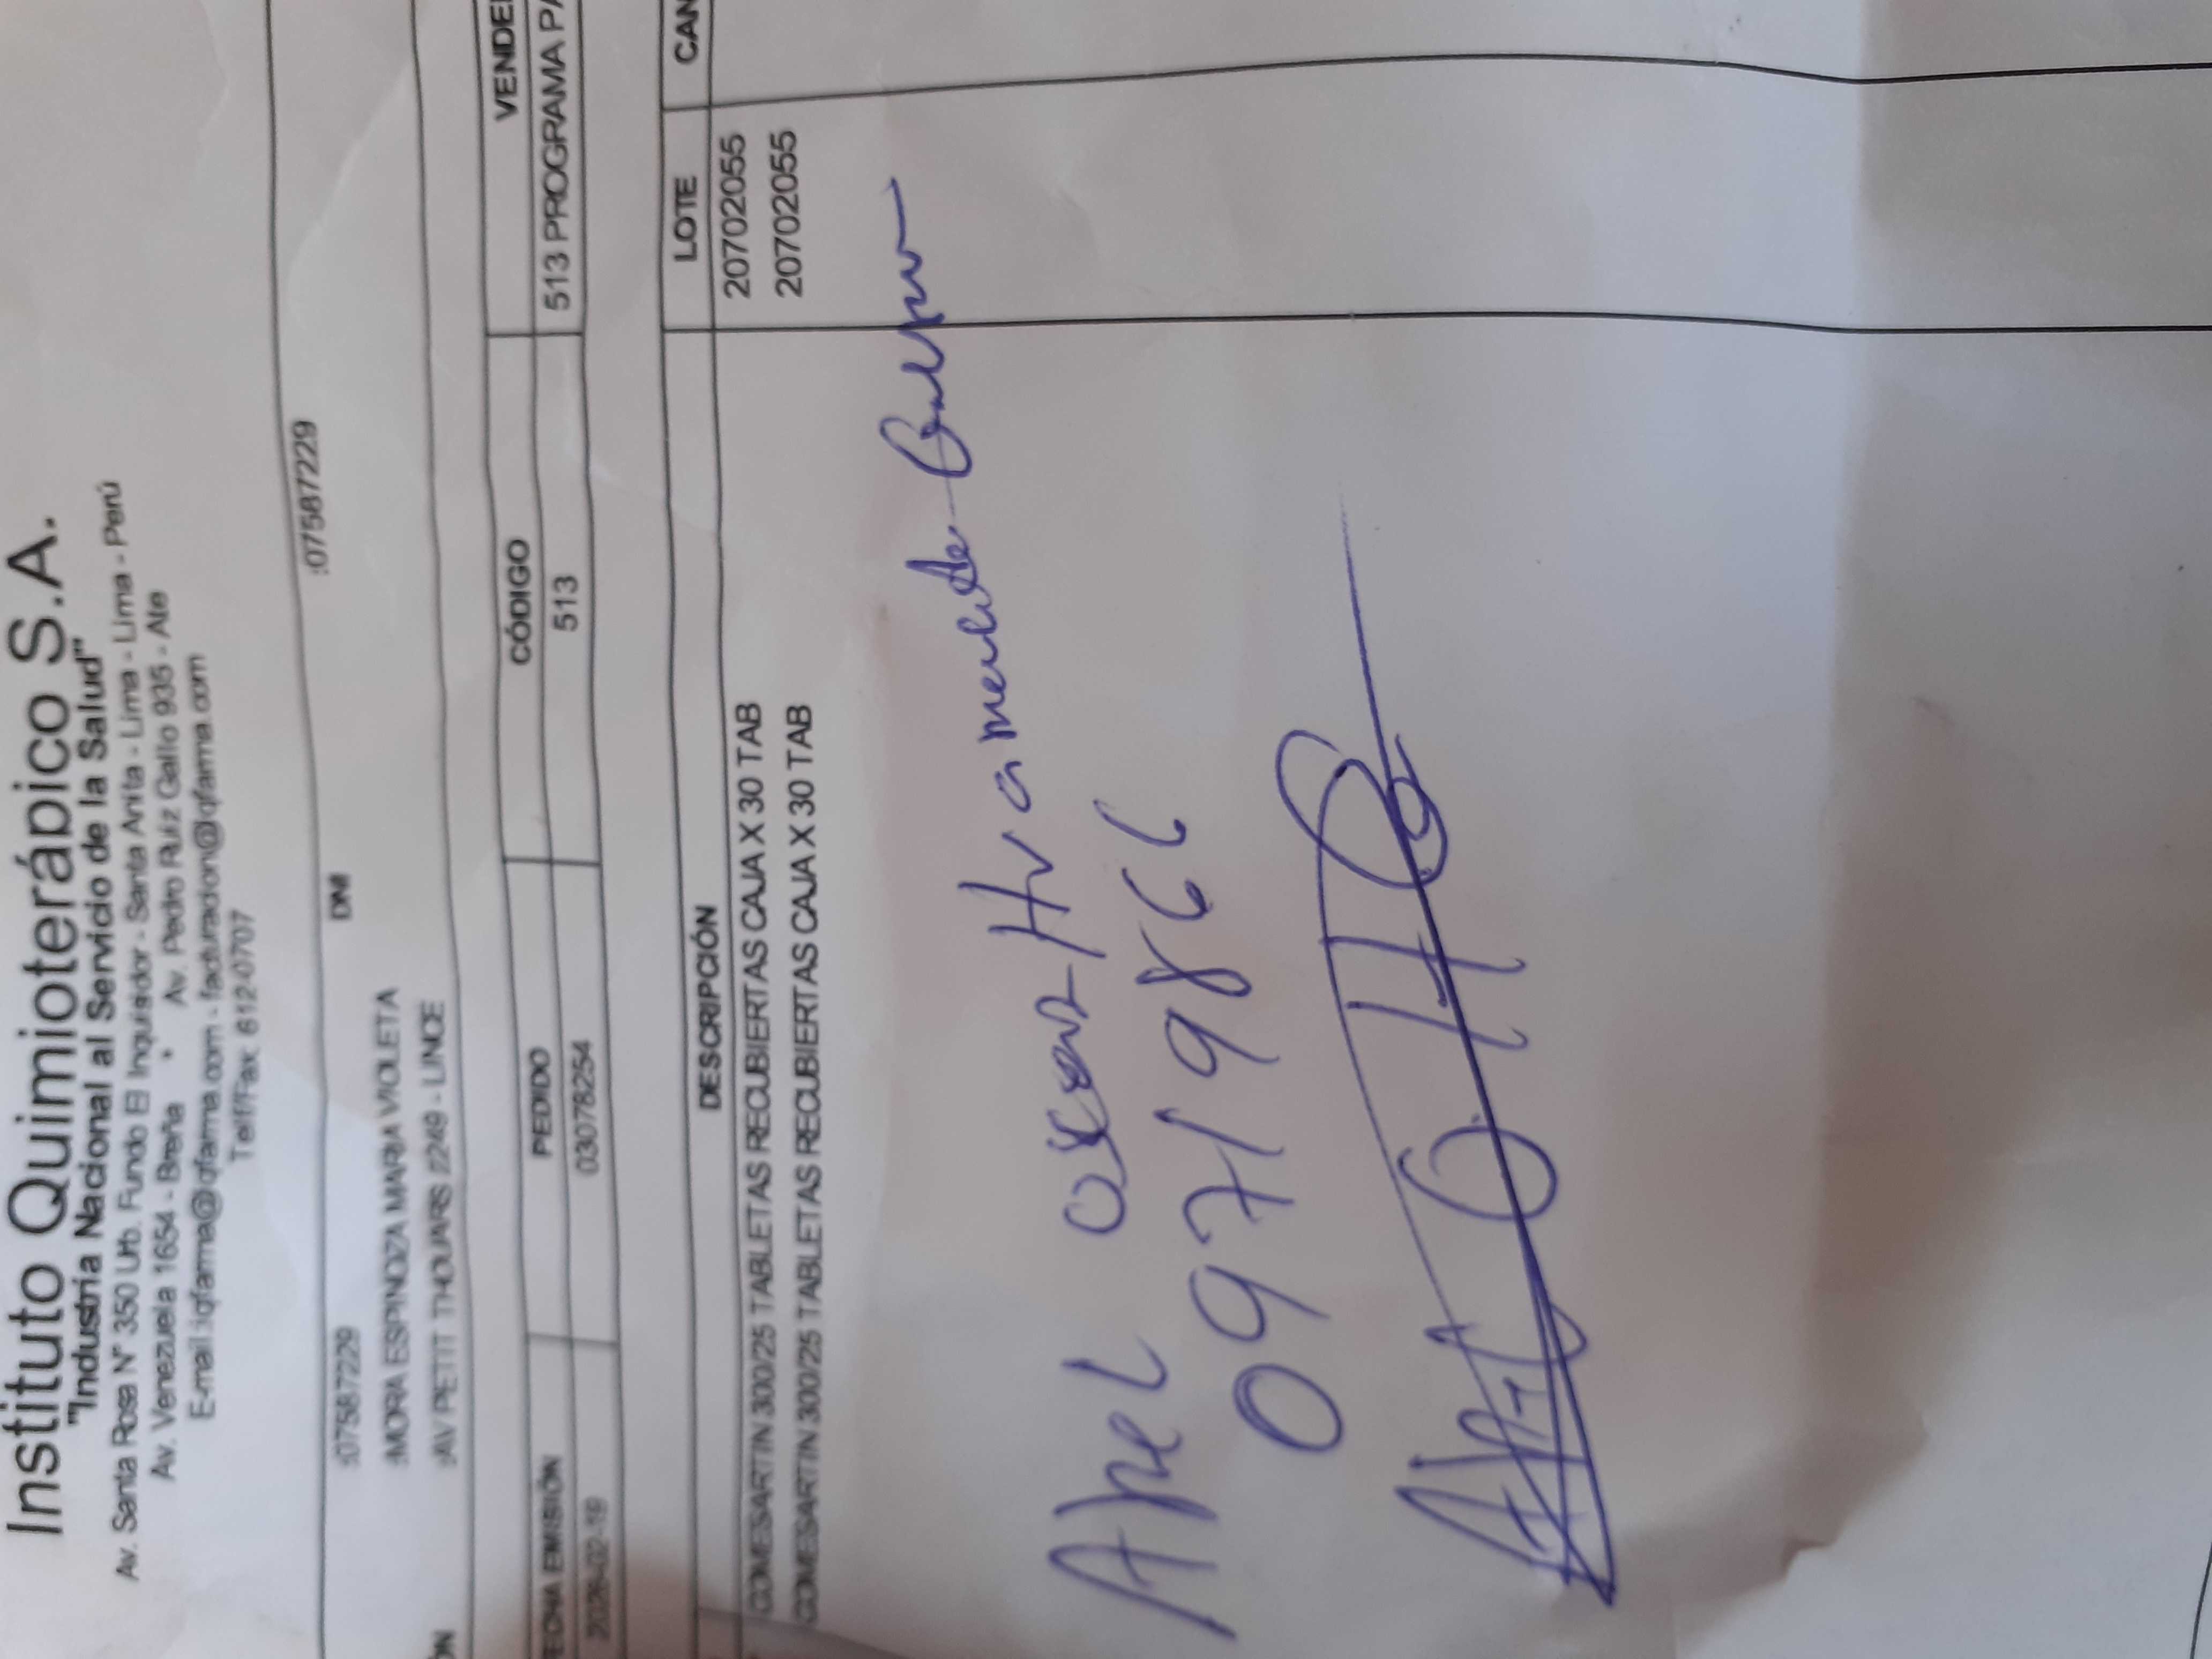 Instituto Quimioterápico S.A.
"Industria Nacional al Servicio de la Salud"
Av. Santa Rosa N° 350 Urb. Fundo El Inquisidor - Santa Anita - Lima - Lima - Perú
Av. Venezuela 1654 - Breña * Av. Pedro Ruiz Gallo 935 - Ate
E-mail :iqfarma@iqfarma.com - facturacion@iqfarma.com
Telf/Fax: 612-0707
:07587229 DNI :07587229
:MORA ESPINOZA MARIA VIOLETA
ÓN :AV PETIT THOUARS 2249 - LINCE
FECHA EMISIÓN PEDIDO CÓDIGO VENDE
03078254 513 513 PROGRAMA PA
DESCRIPCIÓN LOTE CAN
COMESARTIN 300/25 TABLETAS RECUBIERTAS CAJA X 30 TAB 20702055
COMESARTIN 300/25 TABLETAS RECUBIERTAS CAJA X 30 TAB 20702055
Abel Oscar